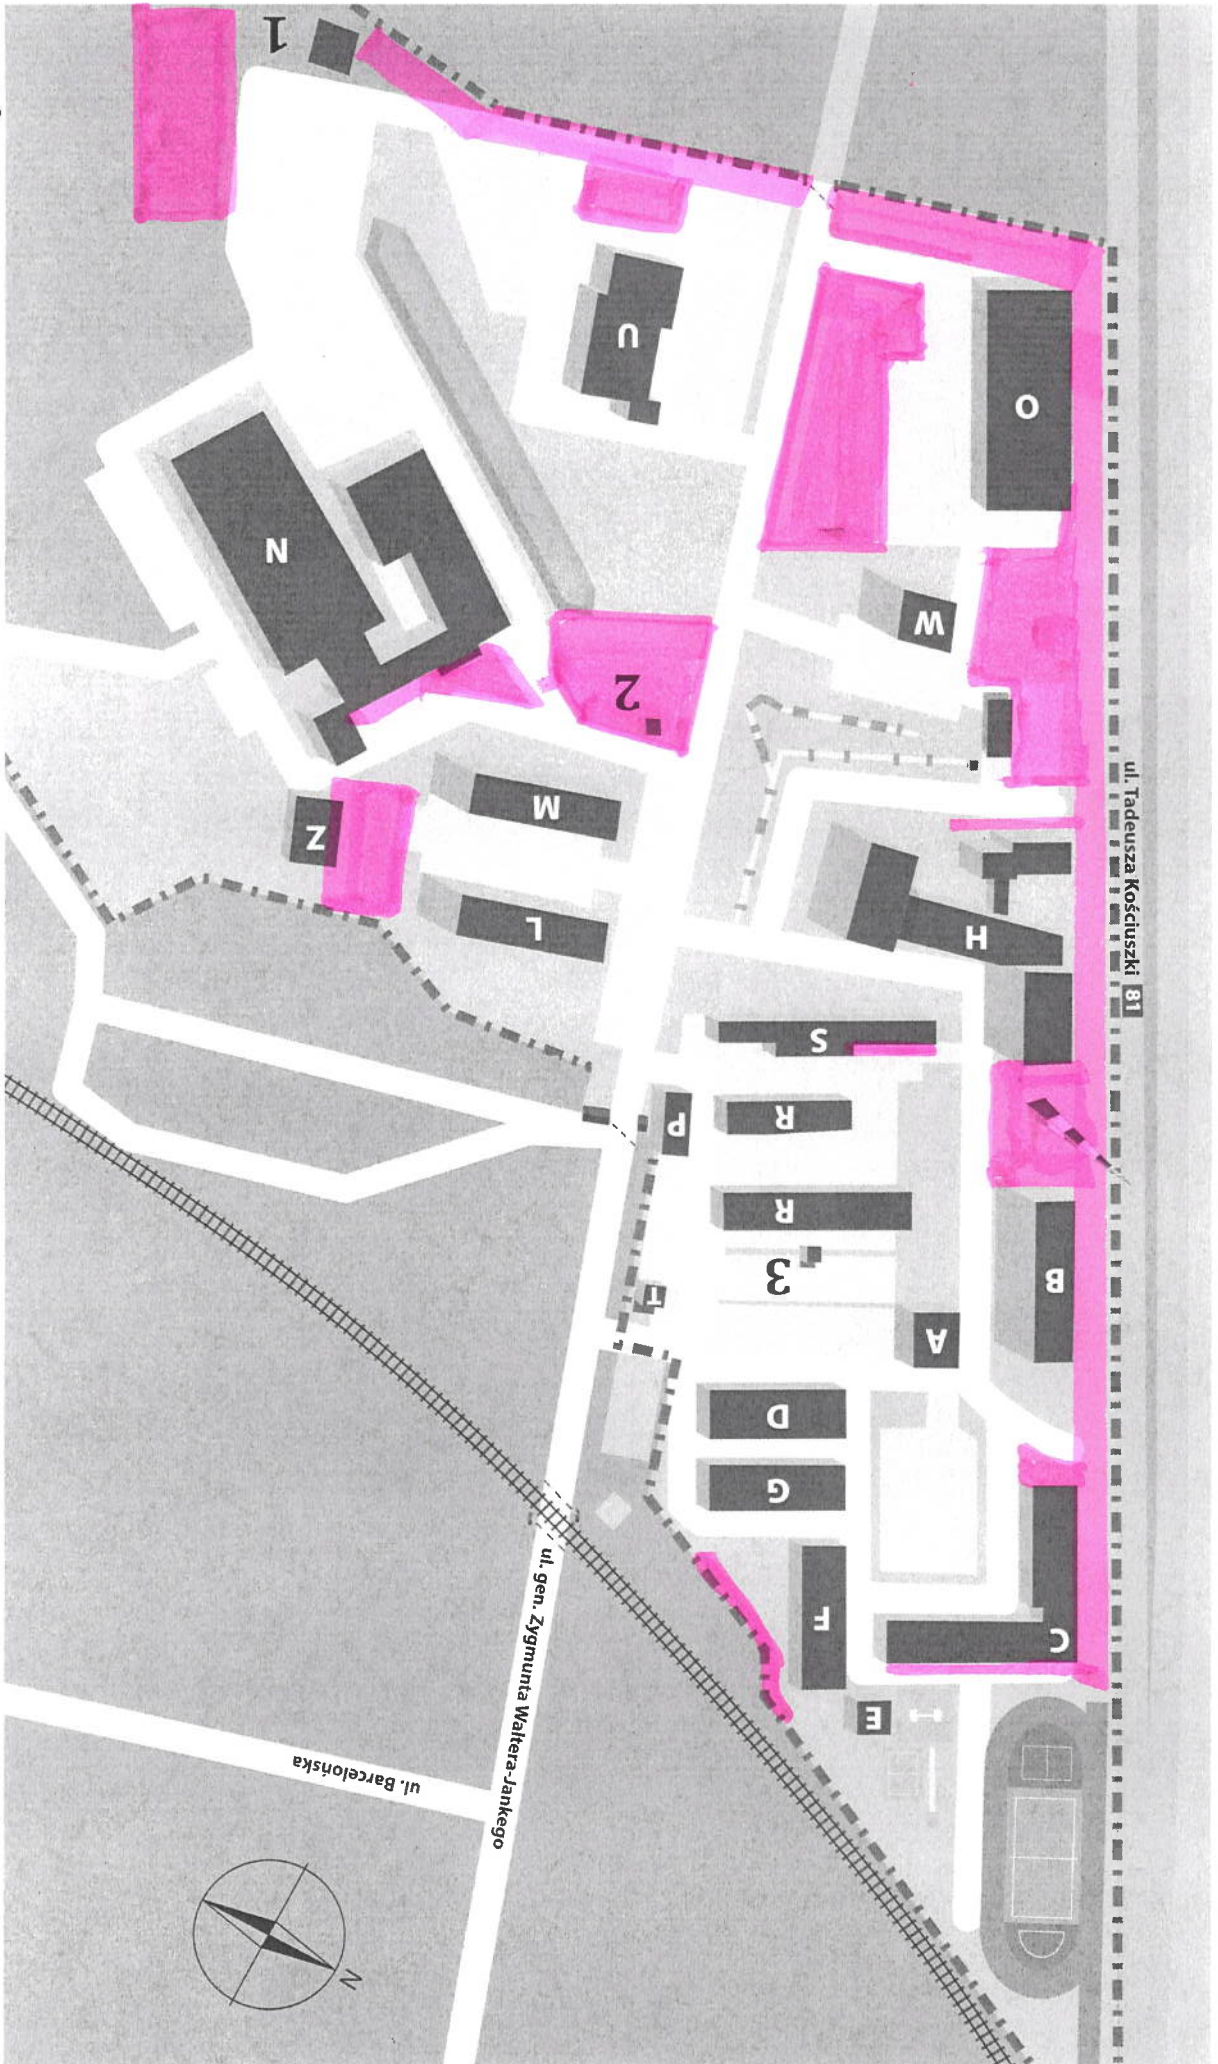 1
U
O
N
W
2
M
Z
L
H
ul. Tadeusza Kościuszki 81
S
P
R
R
3
B
T
A
D
G
F
C
E
ul. gen. Zygmunta Waltera-Jankego
ul. Barcelońska
N